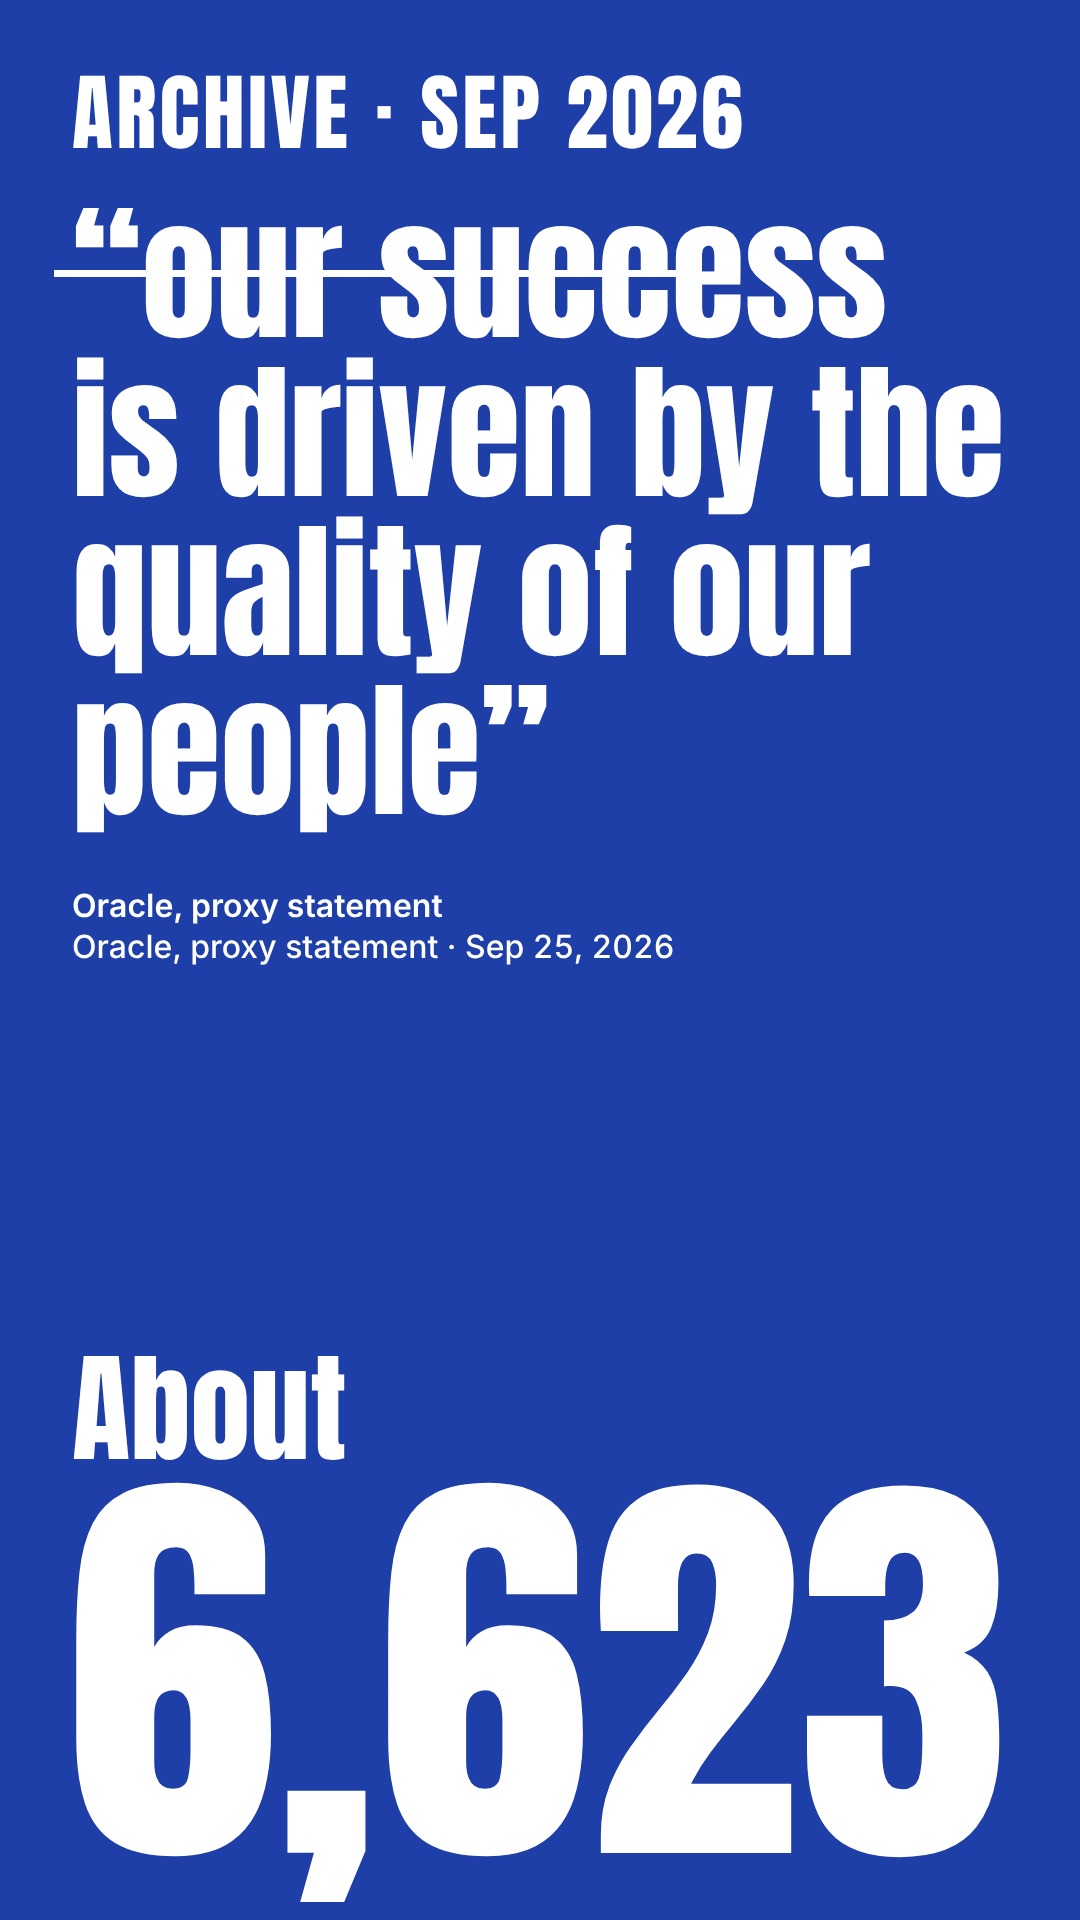 ARCHIVE · SEP 2026
“our success
is driven by the
quality of our
people”
Oracle, proxy statement
Oracle, proxy statement · Sep 25, 2026
About
6,623